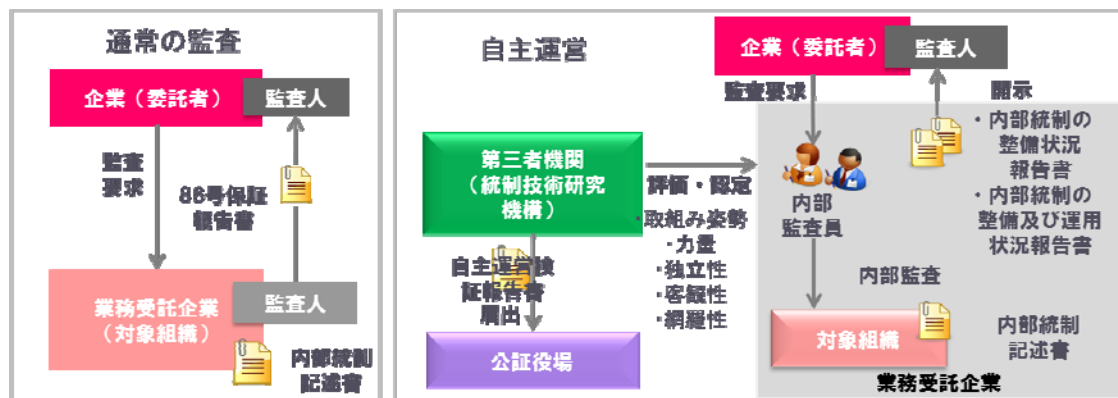 通常の監査
企業（委託者）
監査人
監査
要求
86号保証
報告書
業務受託企業
（対象組織）
監査人
内部統制
記述書
自主運営
企業（委託者）
監査人
監査要求
開示
・内部統制の
整備状況
報告書
・内部統制の
整備及び運用
状況報告書
第三者機関
（統制技術研究
機構）
評価・認定
・取組み姿勢
・力量
・独立性
・客観性
・網羅性
内部
監査員
自主運営検
証報告書
届出
公証役場
内部監査
対象組織
内部統制
記述書
業務受託企業